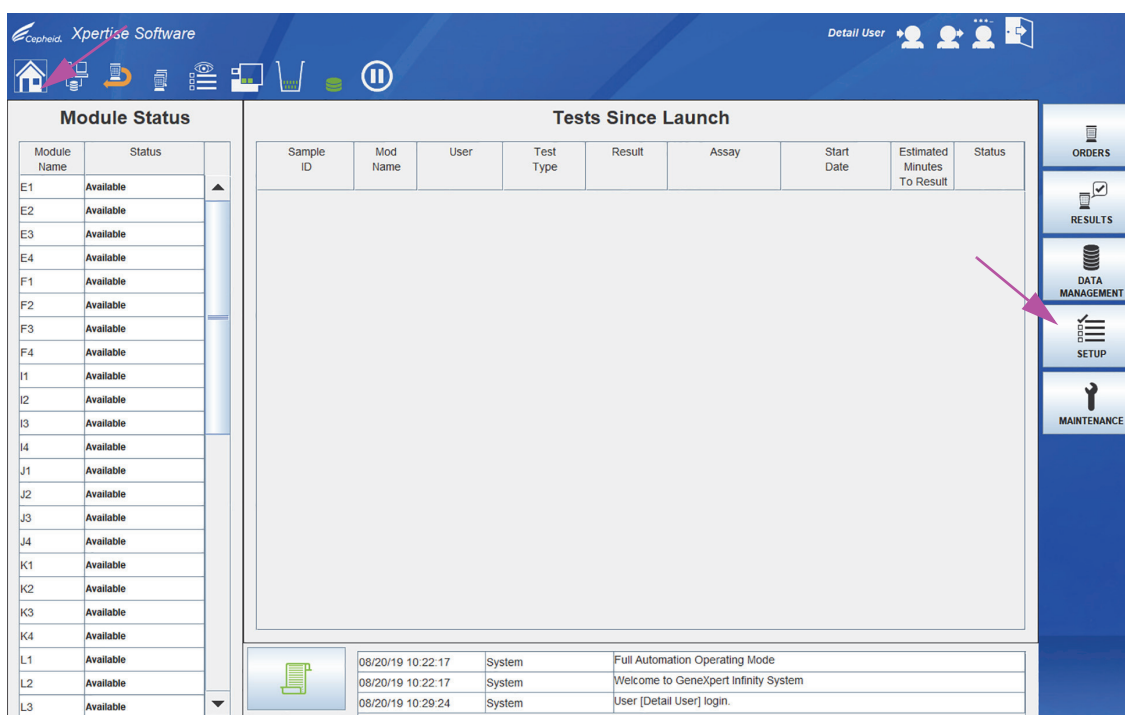 Cepheid. Xpertise Software
Detail User
Module Status
Module Name Status
E1 Available
E2 Available
E3 Available
E4 Available
F1 Available
F2 Available
F3 Available
F4 Available
I1 Available
I2 Available
I3 Available
I4 Available
J1 Available
J2 Available
J3 Available
J4 Available
K1 Available
K2 Available
K3 Available
K4 Available
L1 Available
L2 Available
L3 Available
Tests Since Launch
Sample ID Mod Name User Test Type Result Assay Start Date Estimated Minutes To Result Status
08/20/19 10:22:17 System Full Automation Operating Mode
08/20/19 10:22:17 System Welcome to GeneXpert Infinity System
08/20/19 10:29:24 System User [Detail User] login.
ORDERS
RESULTS
DATA
MANAGEMENT
SETUP
MAINTENANCE